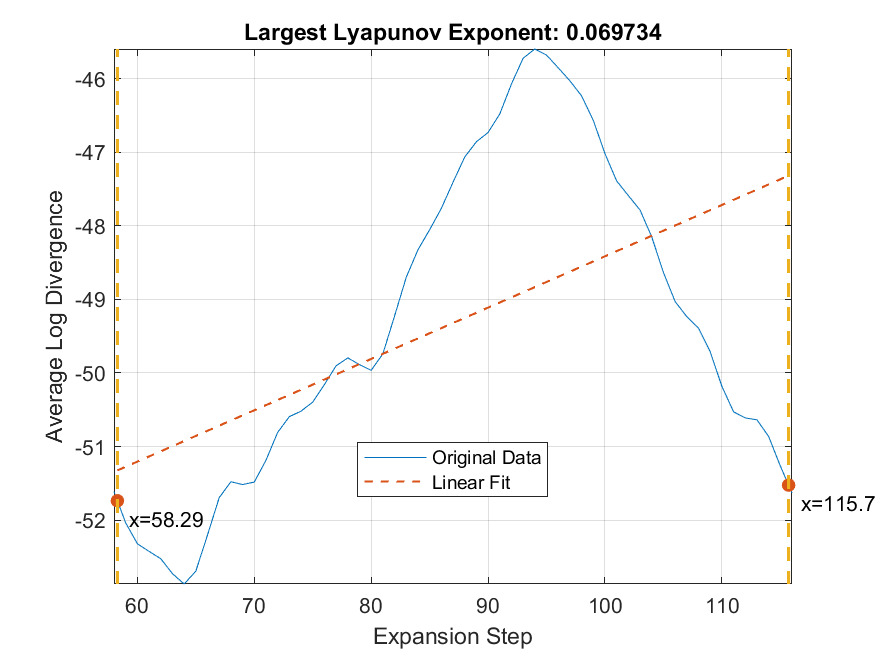 Largest Lyapunov Exponent: 0.069734
Average Log Divergence
-46
-47
-48
-49
-50
-51
-52
Original Data
Linear Fit
x=58.29
x=115.7
60 70 80 90 100 110
Expansion Step